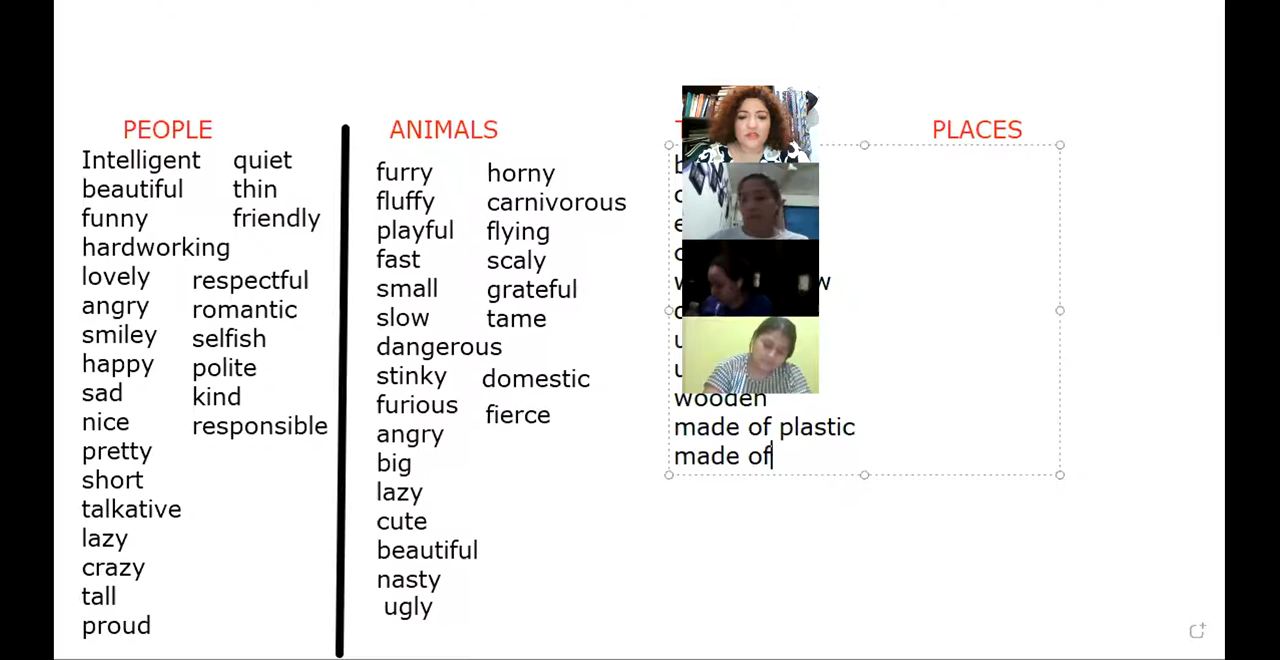 PEOPLE
Intelligent quiet
beautiful thin
funny friendly
hardworking
lovely respectful
angry romantic
smiley selfish
happy polite
sad kind
nice responsible
pretty
short
talkative
lazy
crazy
tall
proud
ANIMALS
furry horny
fluffy carnivorous
playful flying
fast scaly
small grateful
slow tame
dangerous
stinky domestic
furious fierce
angry
big
lazy
cute
beautiful
nasty
ugly
wooden
made of plastic
made of
PLACES